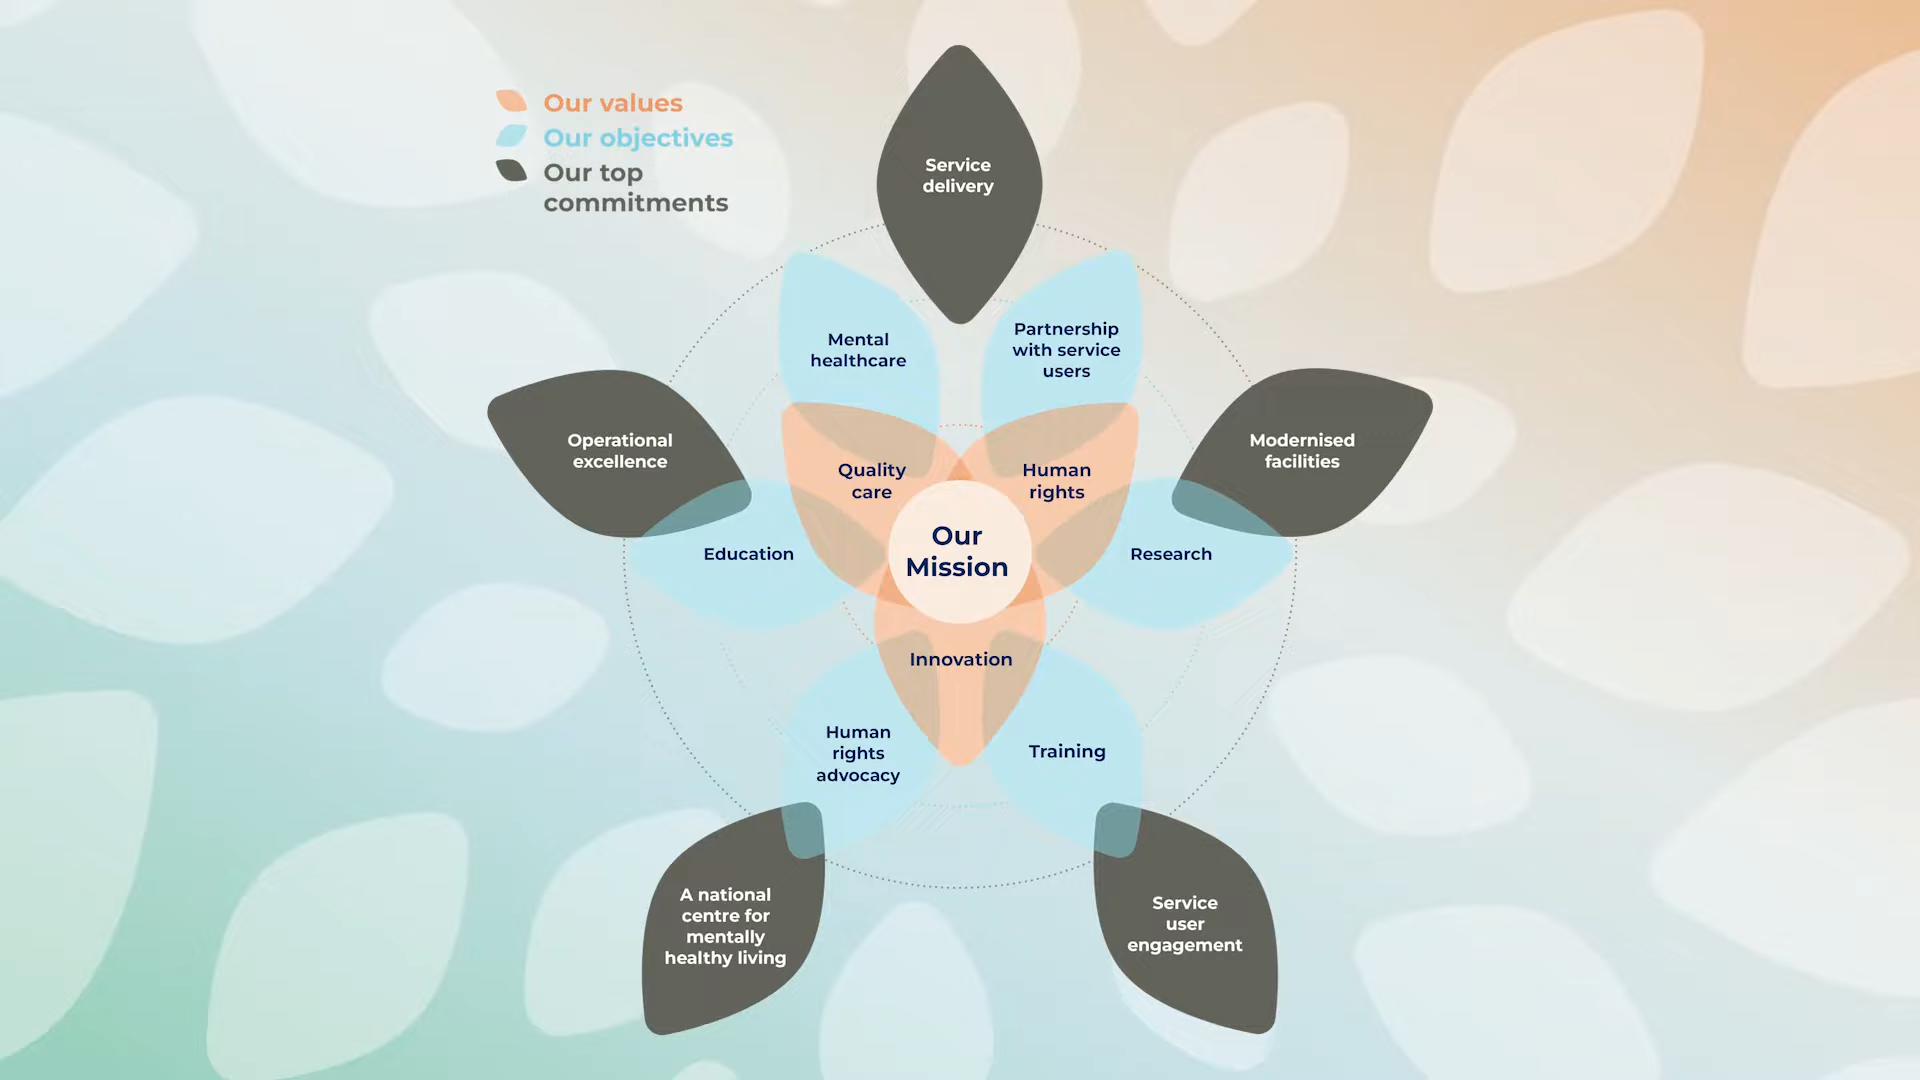 Our values
Our objectives
Our top
commitments
Service
delivery
Mental
healthcare
Partnership
with service
users
Operational
excellence
Modernised
facilities
Quality
care
Human
rights
Our
Mission
Education
Research
Innovation
Human
rights
advocacy
Training
A national
centre for
mentally
healthy living
Service
user
engagement